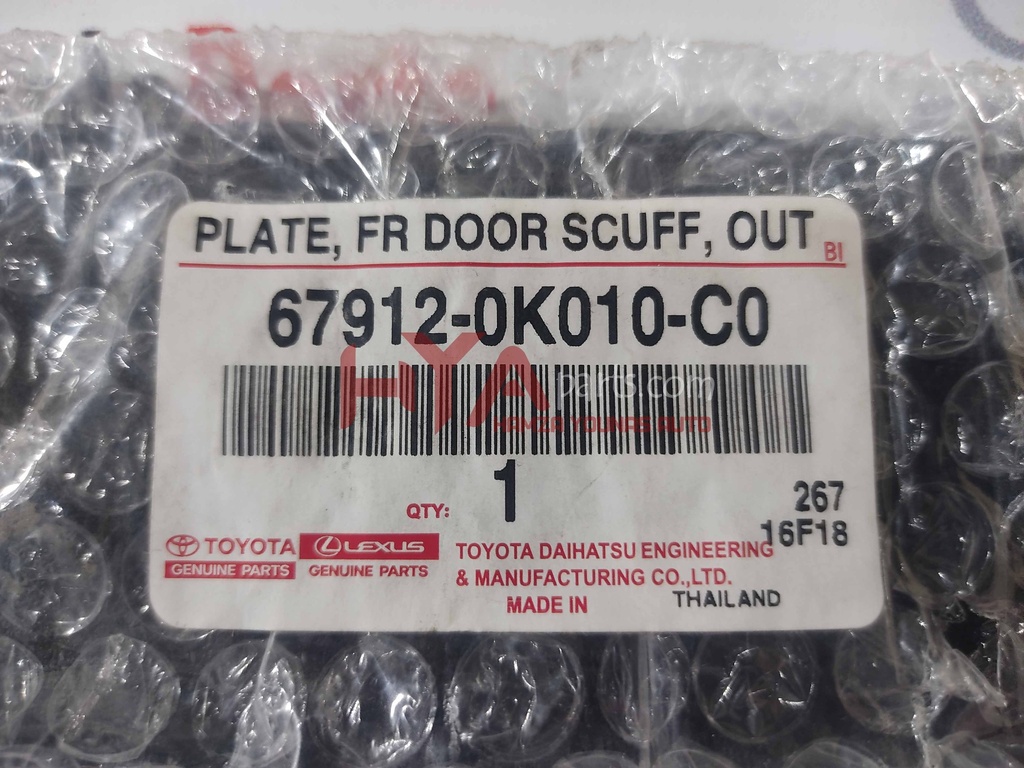 PLATE, FR DOOR SCUFF, OUT
BI
67912-0K010-C0
HYA parts.com
HAMZA YOUNAS AUTO
QTY: 1
267
16F18
TOYOTA
GENUINE PARTS
LEXUS
GENUINE PARTS
TOYOTA DAIHATSU ENGINEERING
& MANUFACTURING CO.,LTD.
MADE IN THAILAND